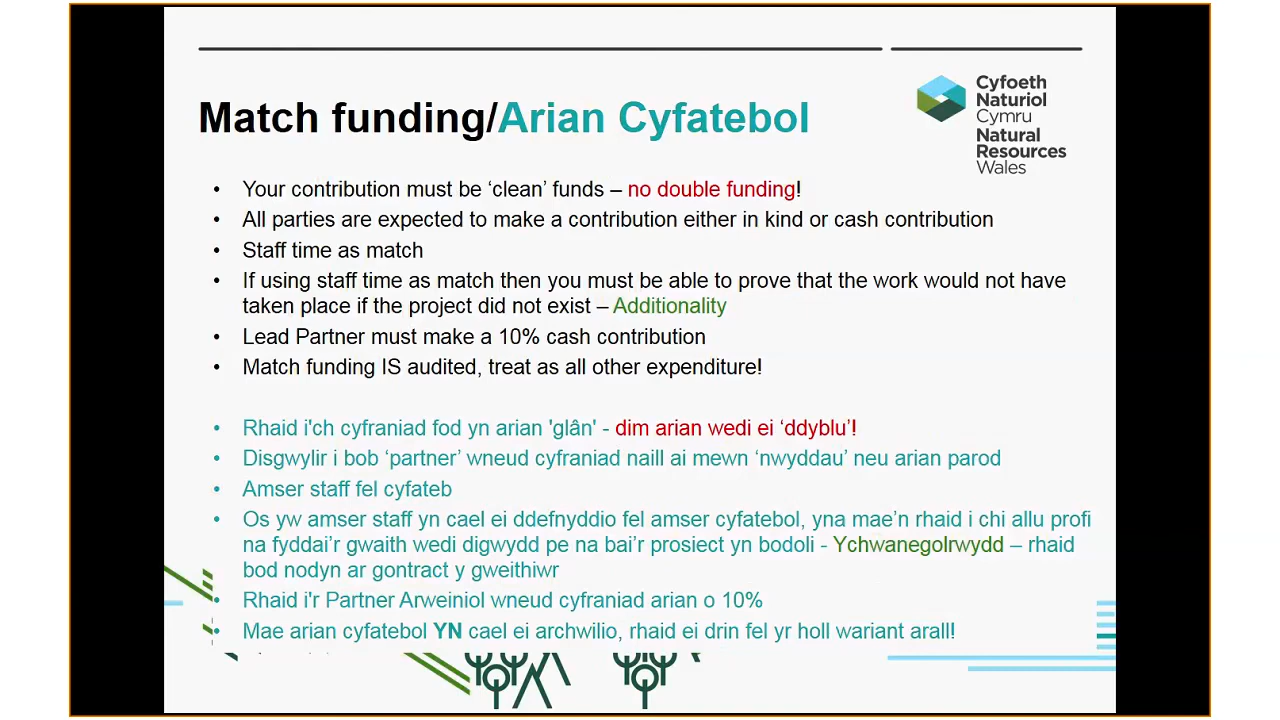 Match funding/Arian Cyfatebol
Cyfoeth
Naturiol
Cymru
Natural
Resources
Wales
• Your contribution must be ‘clean’ funds – no double funding!
• All parties are expected to make a contribution either in kind or cash contribution
• Staff time as match
• If using staff time as match then you must be able to prove that the work would not have
taken place if the project did not exist – Additionality
• Lead Partner must make a 10% cash contribution
• Match funding IS audited, treat as all other expenditure!
• Rhaid i'ch cyfraniad fod yn arian 'glân' - dim arian wedi ei ‘ddyblu’!
• Disgwylir i bob ‘partner’ wneud cyfraniad naill ai mewn ‘nwyddau’ neu arian parod
• Amser staff fel cyfateb
• Os yw amser staff yn cael ei ddefnyddio fel amser cyfatebol, yna mae’n rhaid i chi allu profi
na fyddai’r gwaith wedi digwydd pe na bai’r prosiect yn bodoli - Ychwanegolrwydd – rhaid
bod nodyn ar gontract y gweithiwr
• Rhaid i'r Partner Arweiniol wneud cyfraniad arian o 10%
• Mae arian cyfatebol YN cael ei archwilio, rhaid ei drin fel yr holl wariant arall!